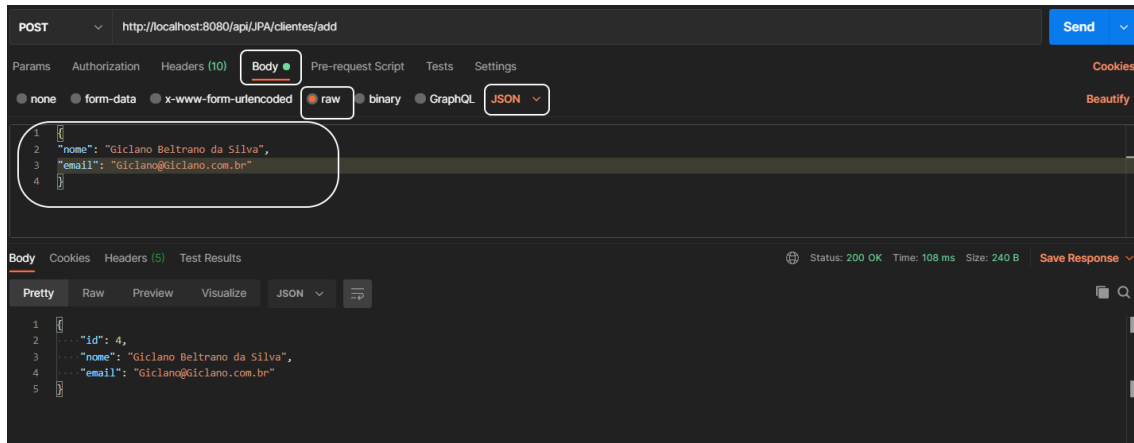 POST http://localhost:8080/api/JPA/clientes/add Send
Params Authorization Headers (10) Body Pre-request Script Tests Settings Cookies
none form-data x-www-form-urlencoded raw binary GraphQL JSON Beautify
1 {
2 "nome": "Giclano Beltrano da Silva",
3 "email": "Giclano@Giclano.com.br"
4 }
Body Cookies Headers (5) Test Results Status: 200 OK Time: 108 ms Size: 240 B Save Response
Pretty Raw Preview Visualize JSON
1 {
2 "id": 4,
3 "nome": "Giclano Beltrano da Silva",
4 "email": "Giclano@Giclano.com.br"
5 }